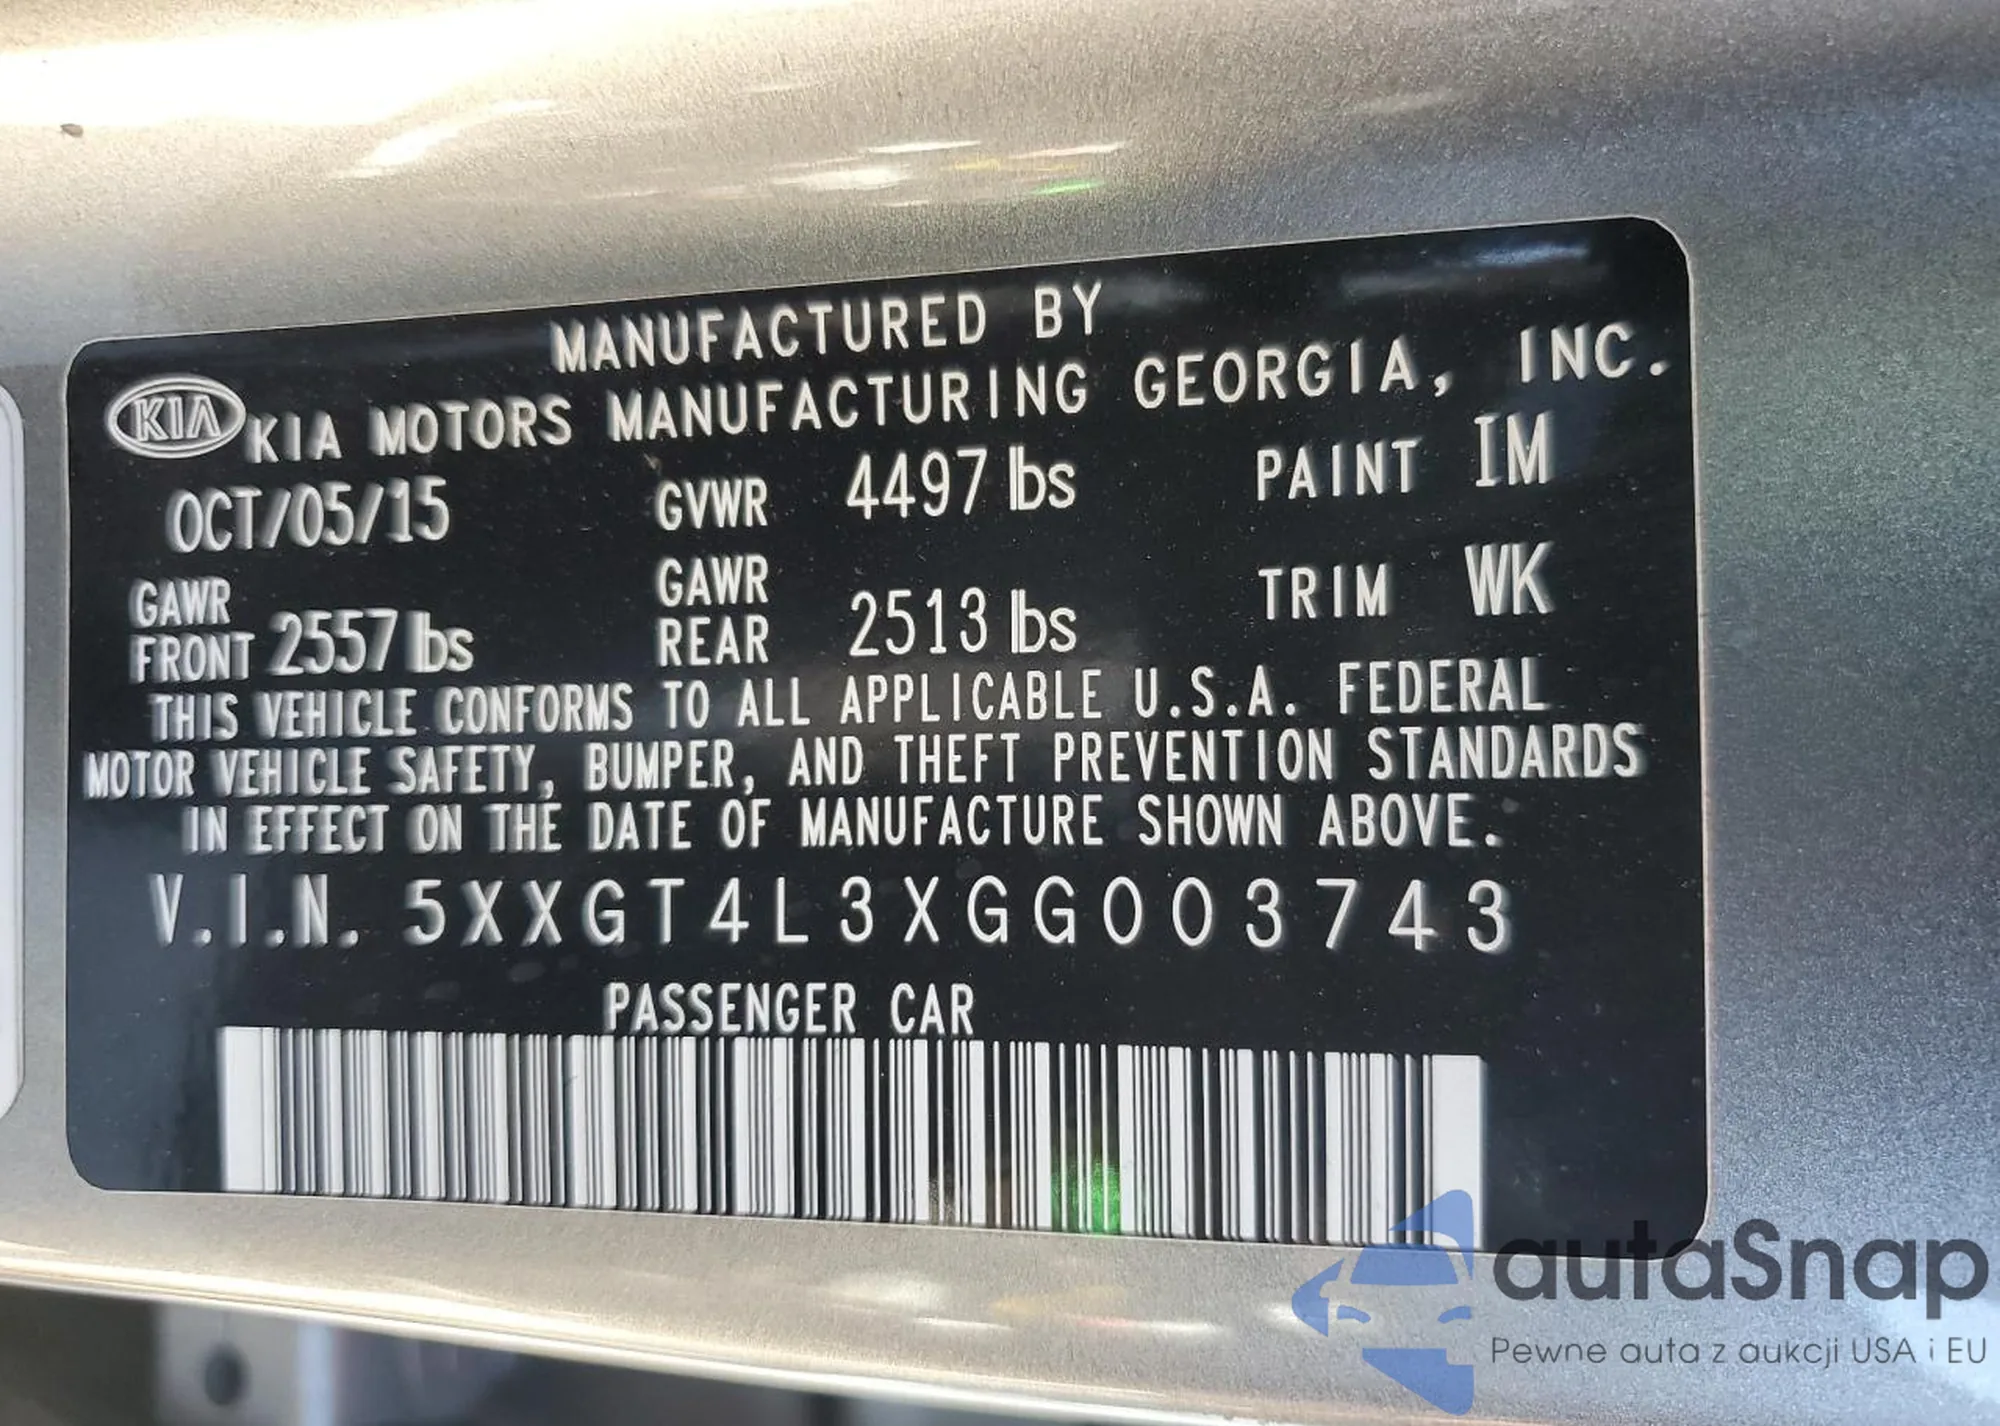 MANUFACTURED BY
KIA KIA MOTORS MANUFACTURING GEORGIA, INC.
OCT/05/15 GVWR 4497 lbs PAINT IM
GAWR FRONT 2557 lbs GAWR REAR 2513 lbs TRIM WK
THIS VEHICLE CONFORMS TO ALL APPLICABLE U.S.A. FEDERAL
MOTOR VEHICLE SAFETY, BUMPER, AND THEFT PREVENTION STANDARDS
IN EFFECT ON THE DATE OF MANUFACTURE SHOWN ABOVE.
V.I.N. 5XXGT4L3XGG003743
PASSENGER CAR
autaSnap
Pewne auta z aukcji USA i EU